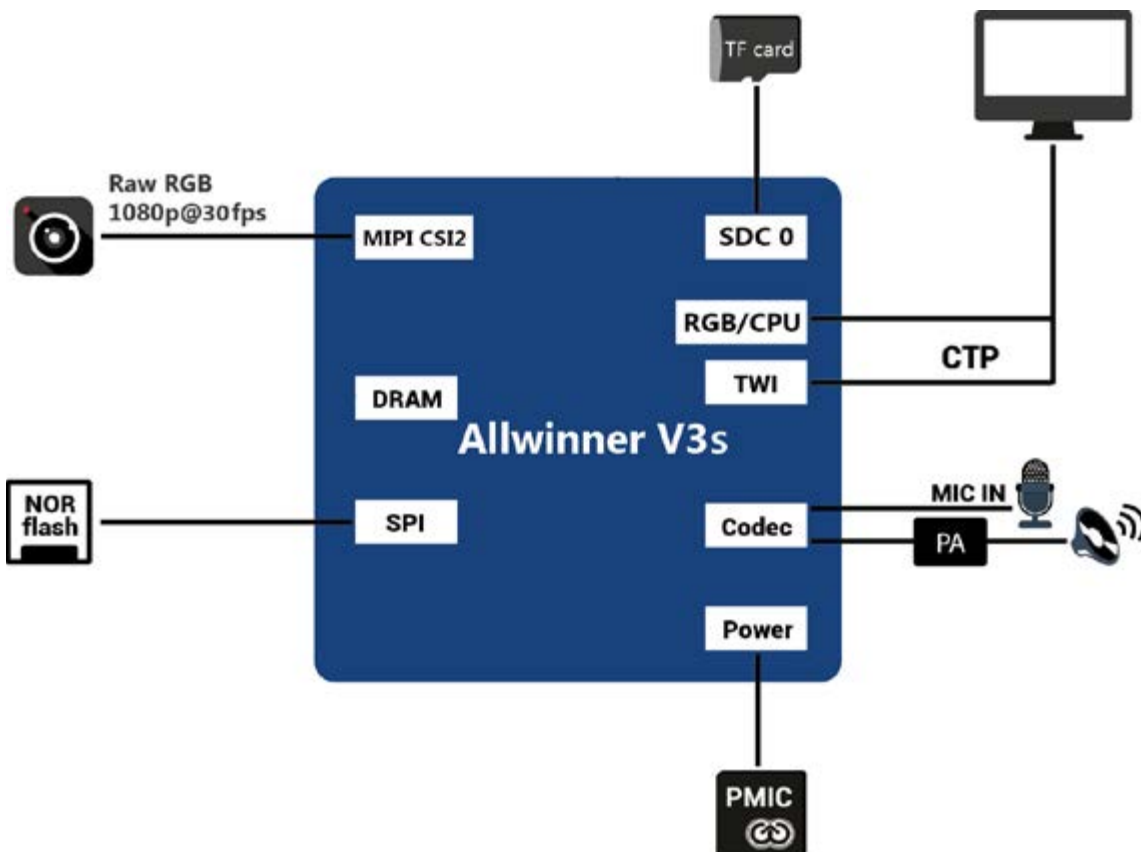 TF card
Raw RGB
1080p@30fps
MIPI CSI2
SDC 0
RGB/CPU
CTP
TWI
DRAM
Allwinner V3s
NOR
flash
SPI
MIC IN
Codec
PA
Power
PMIC